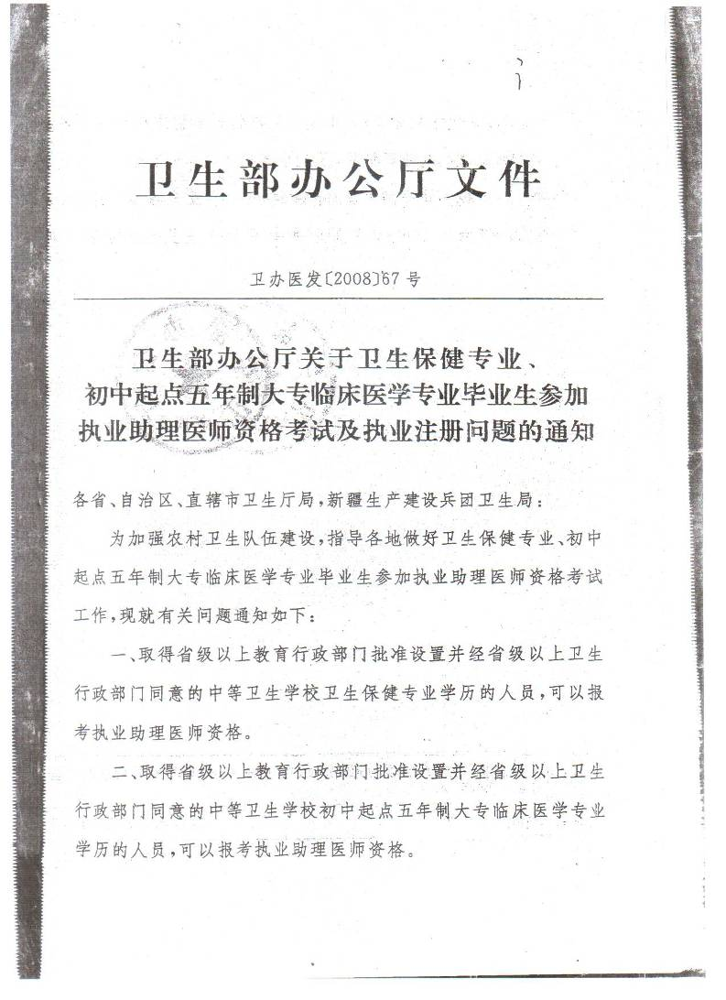 卫生部办公厅文件
卫办医发〔2008〕67号
卫生部办公厅关于卫生保健专业、
初中起点五年制大专临床医学专业毕业生参加
执业助理医师资格考试及执业注册问题的通知
各省、自治区、直辖市卫生厅局,新疆生产建设兵团卫生局:
为加强农村卫生队伍建设,指导各地做好卫生保健专业、初中
起点五年制大专临床医学专业毕业生参加执业助理医师资格考试
工作,现就有关问题通知如下:
一、取得省级以上教育行政部门批准设置并经省级以上卫生
行政部门同意的中等卫生学校卫生保健专业学历的人员,可以报
考执业助理医师资格。
二、取得省级以上教育行政部门批准设置并经省级以上卫生
行政部门同意的中等卫生学校初中起点五年制大专临床医学专业
学历的人员,可以报考执业助理医师资格。